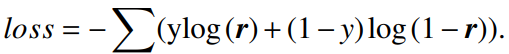 loss = − ∑(ylog(r) + (1 − y)log(1 − r)).